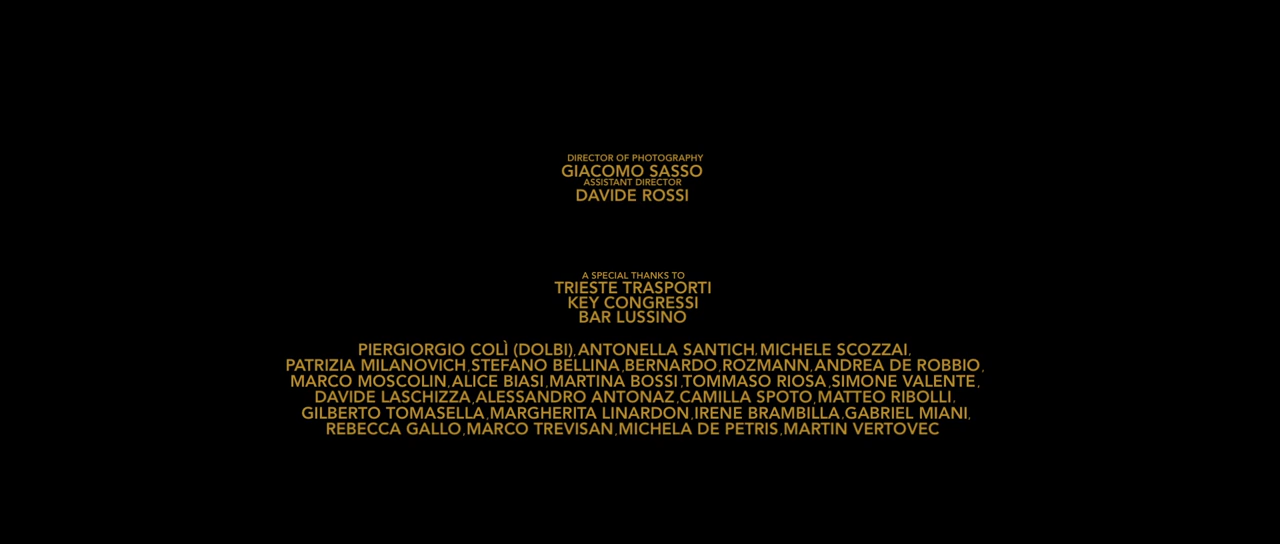 DIRECTOR OF PHOTOGRAPHY
GIACOMO SASSO
ASSISTANT DIRECTOR
DAVIDE ROSSI
A SPECIAL THANKS TO
TRIESTE TRASPORTI
KEY CONGRESSI
BAR LUSSINO
PIERGIORGIO COLÌ (DOLBI), ANTONELLA SANTICH, MICHELE SCOZZAI,
PATRIZIA MILANOVICH, STEFANO BELLINA, BERNARDO, ROZMANN, ANDREA DE ROBBIO,
MARCO MOSCOLIN, ALICE BIASI, MARTINA BOSSI, TOMMASO RIOSA, SIMONE VALENTE,
DAVIDE LASCHIZZA, ALESSANDRO ANTONAZ, CAMILLA SPOTO, MATTEO RIBOLLI,
GILBERTO TOMASELLA, MARGHERITA LINARDON, IRENE BRAMBILLA, GABRIEL MIANI,
REBECCA GALLO, MARCO TREVISAN, MICHELA DE PETRIS, MARTIN VERTOVEC